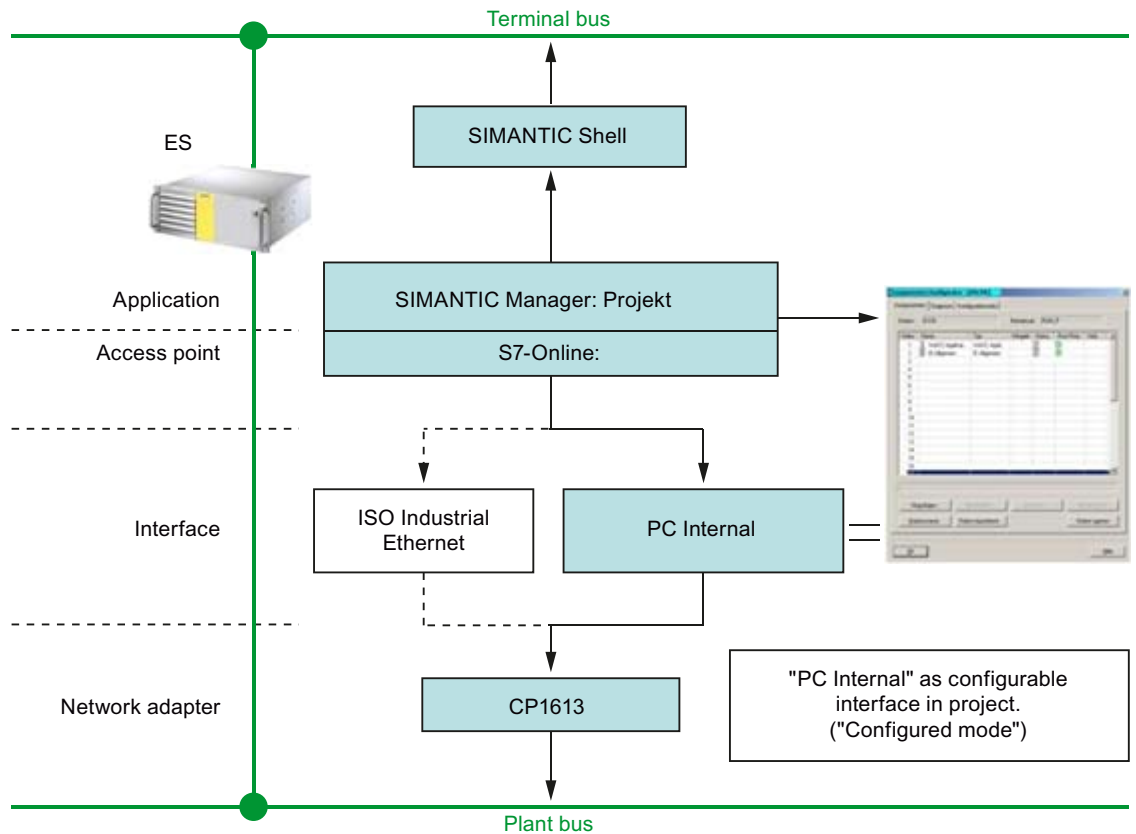 Terminal bus
SIMANTIC Shell
ES
Application
SIMANTIC Manager: Projekt
Access point
S7-Online:
Interface
ISO Industrial
Ethernet
PC Internal
Network adapter
CP1613
"PC Internal" as configurable
interface in project.
("Configured mode")
Plant bus